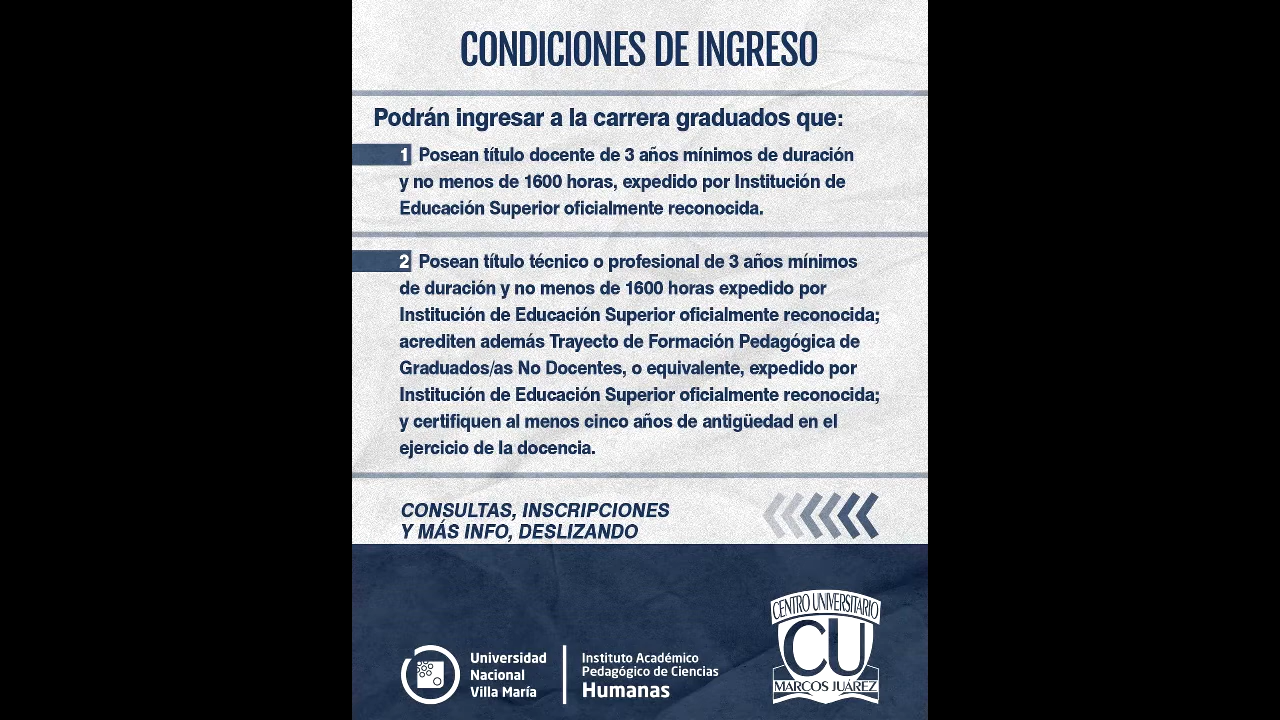 CONDICIONES DE INGRESO
Podrán ingresar a la carrera graduados que:
1 Posean título docente de 3 años mínimos de duración
y no menos de 1600 horas, expedido por Institución de
Educación Superior oficialmente reconocida.
2 Posean título técnico o profesional de 3 años mínimos
de duración y no menos de 1600 horas expedido por
Institución de Educación Superior oficialmente reconocida;
acrediten además Trayecto de Formación Pedagógica de
Graduados/as No Docentes, o equivalente, expedido por
Institución de Educación Superior oficialmente reconocida;
y certifiquen al menos cinco años de antigüedad en el
ejercicio de la docencia.
CONSULTAS, INSCRIPCIONES
Y MÁS INFO, DESLIZANDO
Universidad
Nacional
Villa María
Instituto Académico
Pedagógico de Ciencias
Humanas
CENTRO UNIVERSITARIO
CU
MARCOS JUÁREZ